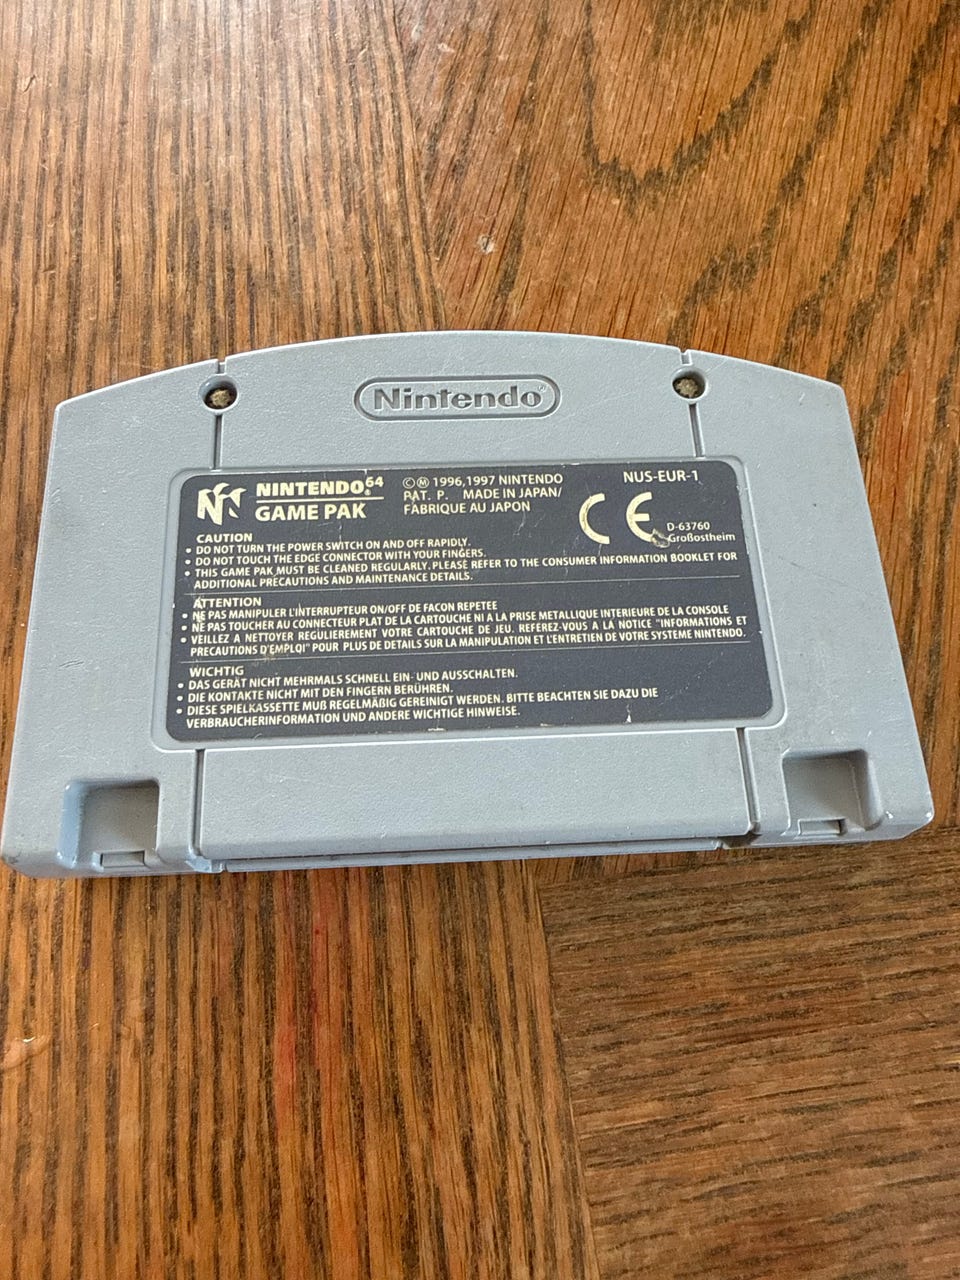 Nintendo®
NINTENDO64®
GAME PAK
©Ⓜ 1996,1997 NINTENDO
PAT. P. MADE IN JAPAN/
FABRIQUE AU JAPON
NUS-EUR-1
CE
D-63760
Großostheim
CAUTION
• DO NOT TURN THE POWER SWITCH ON AND OFF RAPIDLY.
• DO NOT TOUCH THE EDGE CONNECTOR WITH YOUR FINGERS.
• THIS GAME PAK MUST BE CLEANED REGULARLY. PLEASE REFER TO THE CONSUMER INFORMATION BOOKLET FOR
ADDITIONAL PRECAUTIONS AND MAINTENANCE DETAILS.
ATTENTION
• NE PAS MANIPULER L'INTERRUPTEUR ON/OFF DE FACON REPETEE
• NE PAS TOUCHER AU CONNECTEUR PLAT DE LA CARTOUCHE NI A LA PRISE METALLIQUE INTERIEURE DE LA CONSOLE
• VEILLEZ A NETTOYER REGULIEREMENT VOTRE CARTOUCHE DE JEU. REFEREZ-VOUS A LA NOTICE "INFORMATIONS ET
PRECAUTIONS D'EMPLOI" POUR PLUS DE DETAILS SUR LA MANIPULATION ET L'ENTRETIEN DE VOTRE SYSTEME NINTENDO.
WICHTIG
• DAS GERÄT NICHT MEHRMALS SCHNELL EIN- UND AUSSCHALTEN.
• DIE KONTAKTE NICHT MIT DEN FINGERN BERÜHREN.
• DIESE SPIELKASSETTE MUß REGELMÄßIG GEREINIGT WERDEN. BITTE BEACHTEN SIE DAZU DIE
VERBRAUCHERINFORMATION UND ANDERE WICHTIGE HINWEISE.